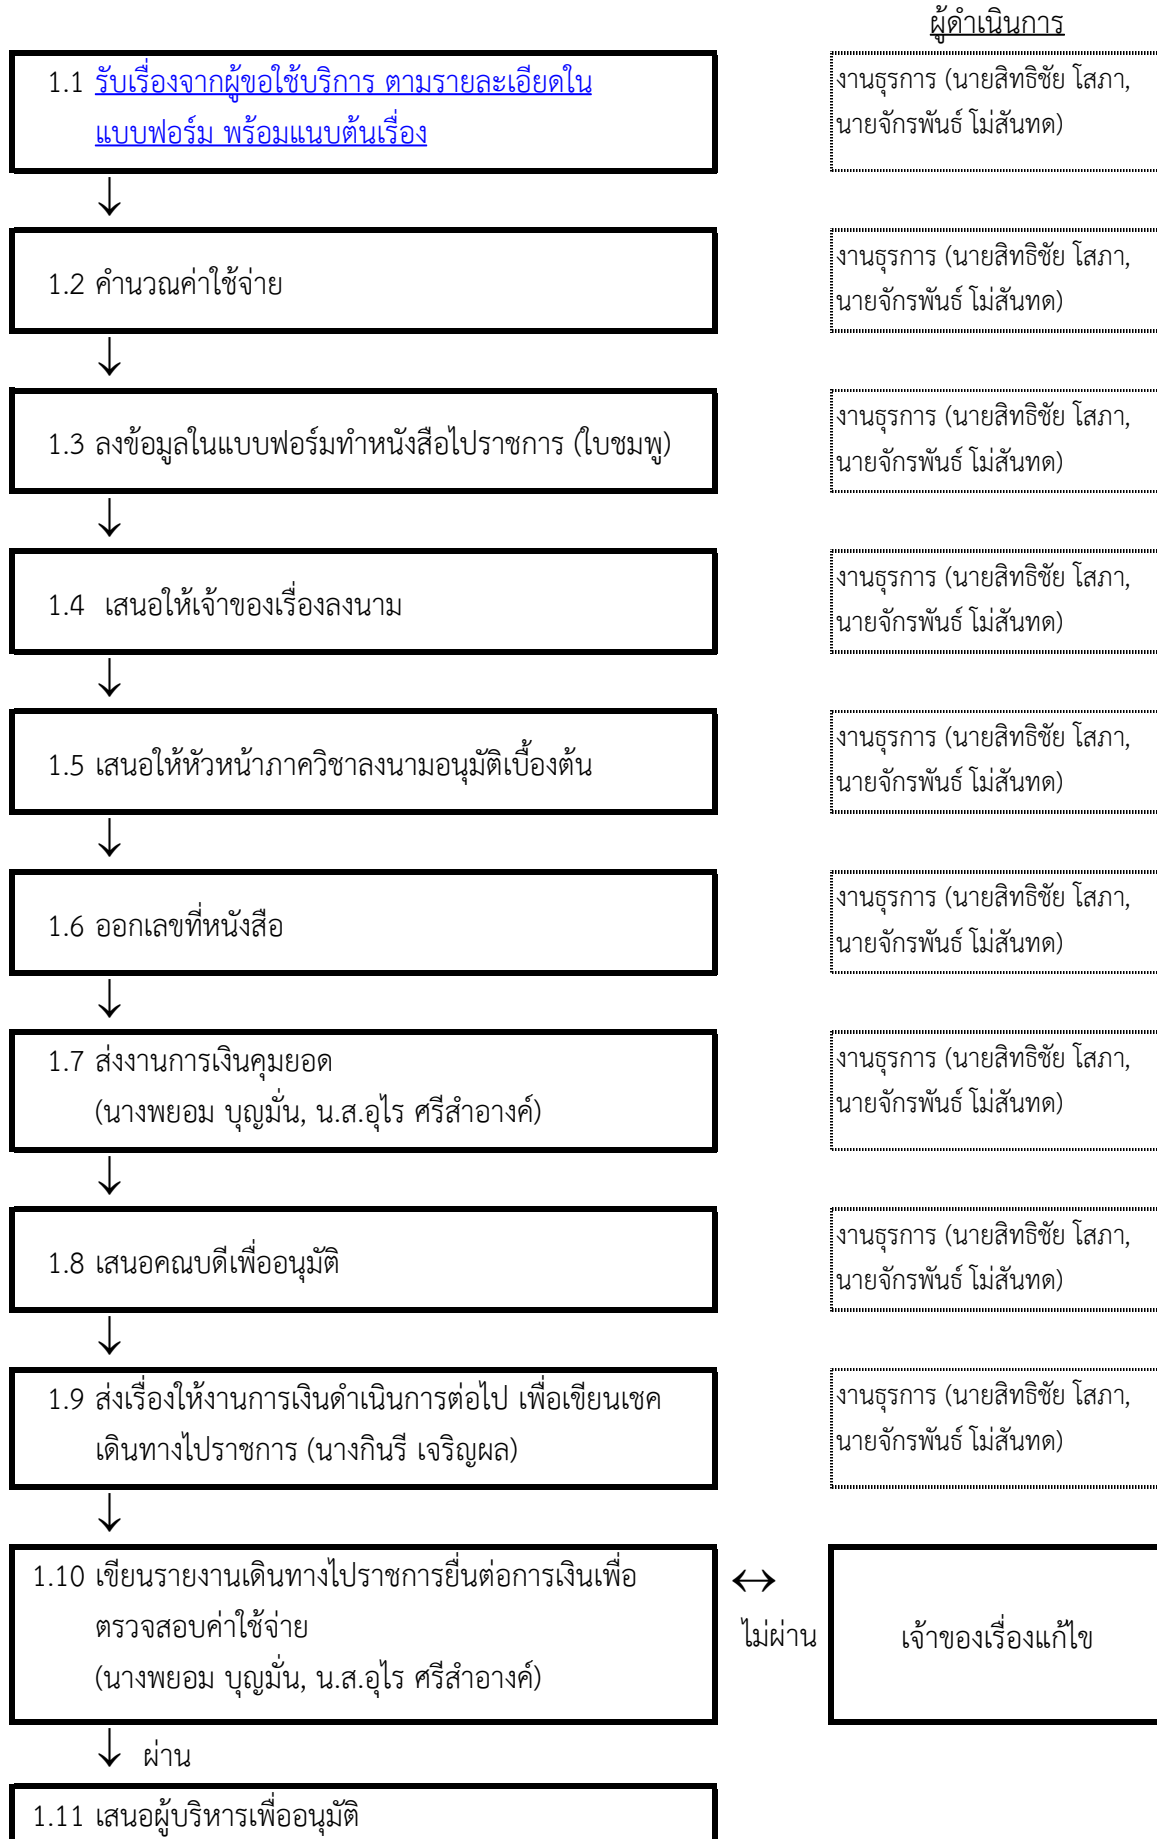 ผู้ดำเนินการ
1.1 รับเรื่องจากผู้ขอใช้บริการ ตามรายละเอียดใน
แบบฟอร์ม พร้อมแนบต้นเรื่อง
งานธุรการ (นายสิทธิชัย โสภา,
นายจักรพันธ์ โม่สันทด)
↓
1.2 คำนวณค่าใช้จ่าย
งานธุรการ (นายสิทธิชัย โสภา,
นายจักรพันธ์ โม่สันทด)
↓
1.3 ลงข้อมูลในแบบฟอร์มทำหนังสือไปราชการ (ใบชมพู)
งานธุรการ (นายสิทธิชัย โสภา,
นายจักรพันธ์ โม่สันทด)
↓
1.4 เสนอให้เจ้าของเรื่องลงนาม
งานธุรการ (นายสิทธิชัย โสภา,
นายจักรพันธ์ โม่สันทด)
↓
1.5 เสนอให้หัวหน้าภาควิชาลงนามอนุมัติเบื้องต้น
งานธุรการ (นายสิทธิชัย โสภา,
นายจักรพันธ์ โม่สันทด)
↓
1.6 ออกเลขที่หนังสือ
งานธุรการ (นายสิทธิชัย โสภา,
นายจักรพันธ์ โม่สันทด)
↓
1.7 ส่งงานการเงินคุมยอด
(นางพยอม บุญมั่น, น.ส.อุไร ศรีสำอางค์)
งานธุรการ (นายสิทธิชัย โสภา,
นายจักรพันธ์ โม่สันทด)
↓
1.8 เสนอคณบดีเพื่ออนุมัติ
งานธุรการ (นายสิทธิชัย โสภา,
นายจักรพันธ์ โม่สันทด)
↓
1.9 ส่งเรื่องให้งานการเงินดำเนินการต่อไป เพื่อเขียนเชค
เดินทางไปราชการ (นางกินรี เจริญผล)
งานธุรการ (นายสิทธิชัย โสภา,
นายจักรพันธ์ โม่สันทด)
↓
1.10 เขียนรายงานเดินทางไปราชการยื่นต่อการเงินเพื่อ
ตรวจสอบค่าใช้จ่าย
(นางพยอม บุญมั่น, น.ส.อุไร ศรีสำอางค์)
↔
ไม่ผ่าน
เจ้าของเรื่องแก้ไข
↓ ผ่าน
1.11 เสนอผู้บริหารเพื่ออนุมัติ